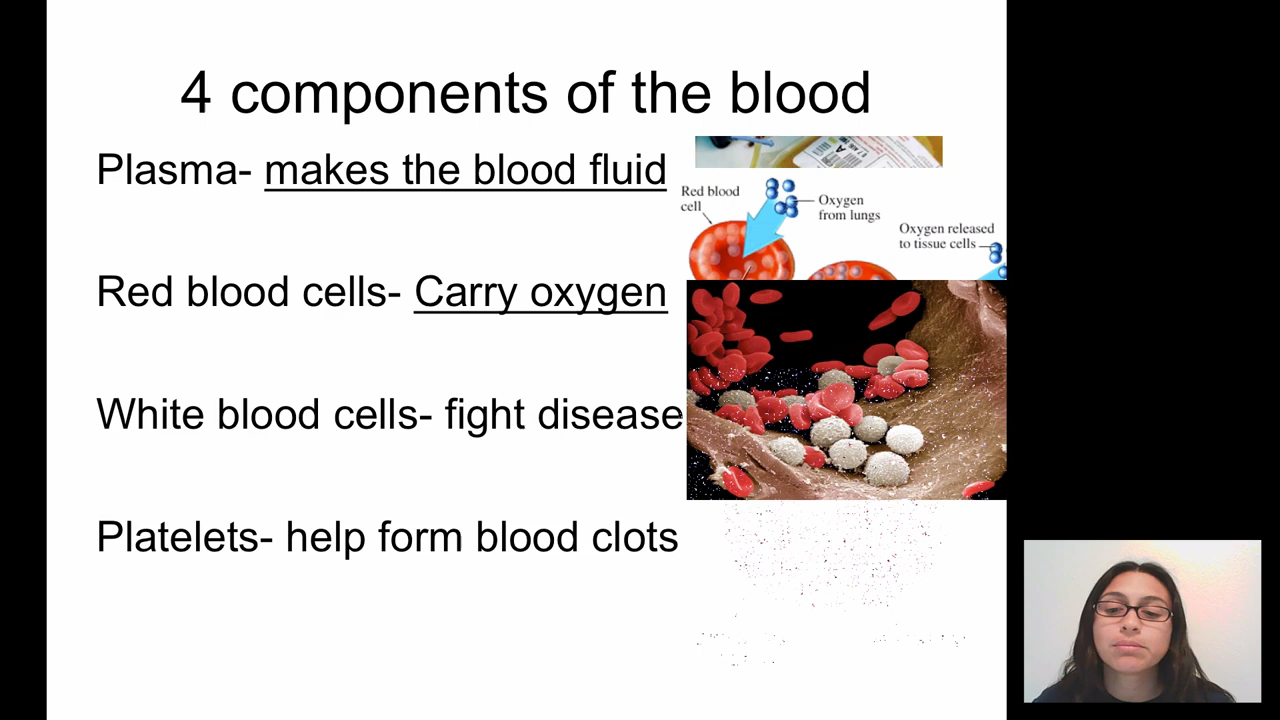 4 components of the blood
Plasma- makes the blood fluid
Red blood cell
Oxygen from lungs
Oxygen released to tissue cells
Red blood cells- Carry oxygen
White blood cells- fight disease
Platelets- help form blood clots